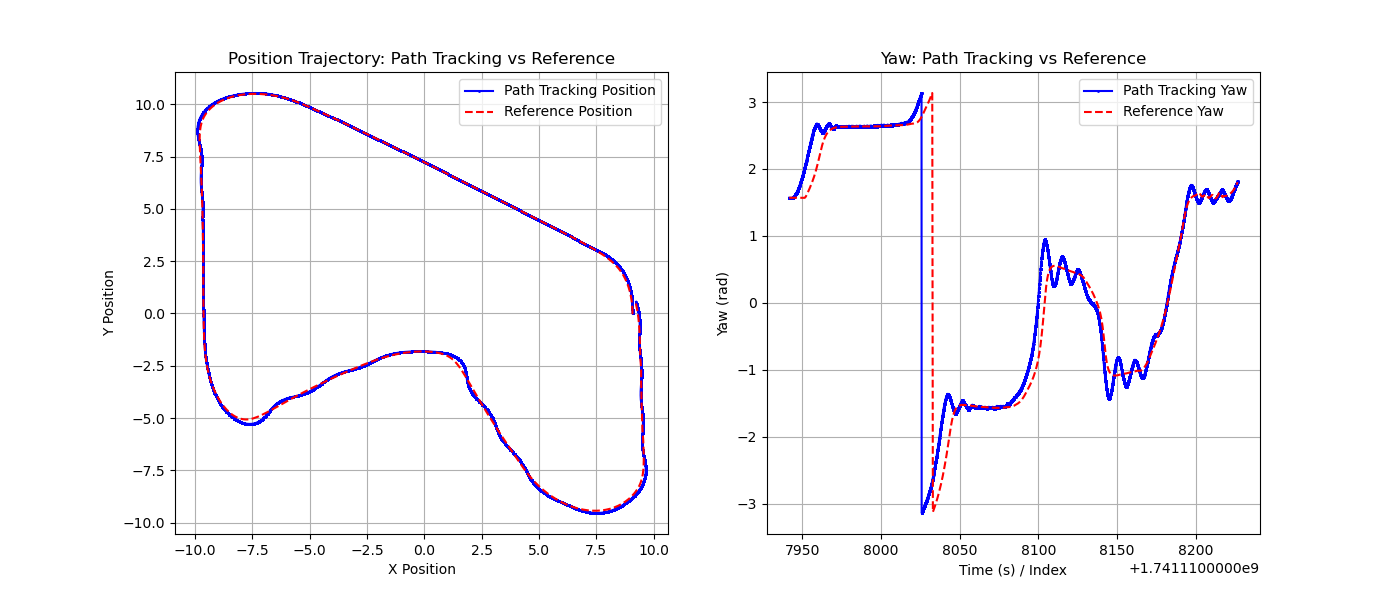 Position Trajectory: Path Tracking vs Reference
Path Tracking Position
Reference Position
10.0
7.5
5.0
2.5
0.0
−2.5
−5.0
−7.5
−10.0
Y Position
−10.0 −7.5 −5.0 −2.5 0.0 2.5 5.0 7.5 10.0
X Position
Yaw: Path Tracking vs Reference
Path Tracking Yaw
Reference Yaw
3
2
1
0
−1
−2
−3
Yaw (rad)
7950 8000 8050 8100 8150 8200
Time (s) / Index
+1.7411100000e9